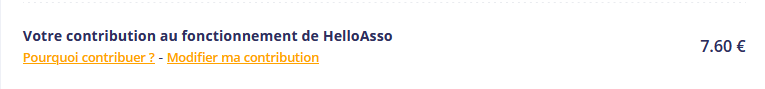 Votre contribution au fonctionnement de HelloAsso
Pourquoi contribuer ? - Modifier ma contribution
7.60 €